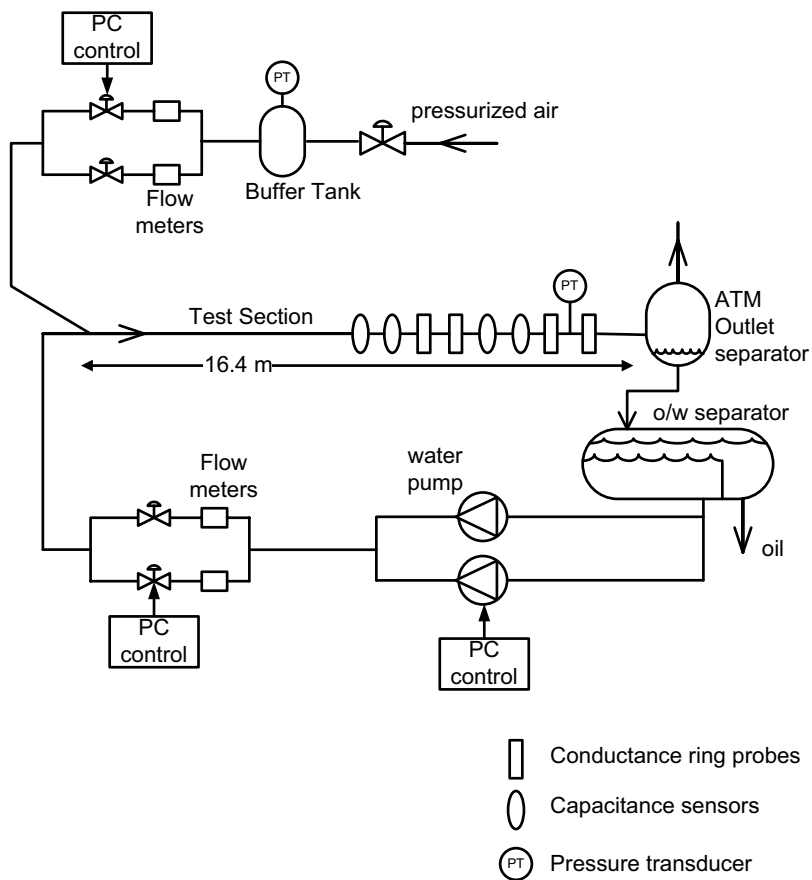 PC
control
PT
pressurized air
Buffer Tank
Flow
meters
Test Section
PT
16.4 m
ATM
Outlet
separator
o/w separator
Flow
meters
water
pump
oil
PC
control
PC
control
Conductance ring probes
Capacitance sensors
PT
Pressure transducer